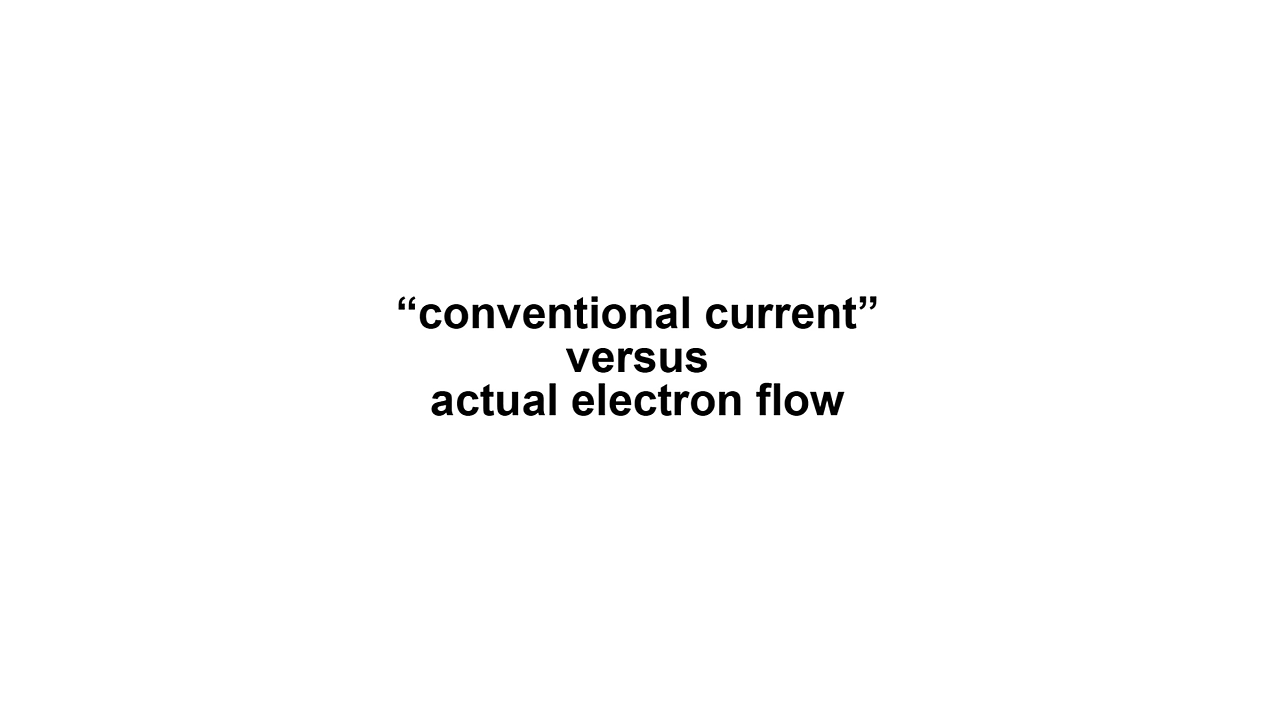 “conventional current”
versus
actual electron flow